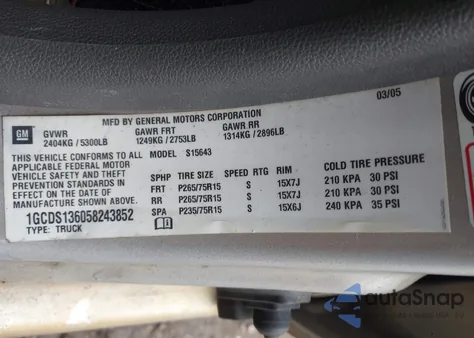 MFD BY GENERAL MOTORS CORPORATION
03/05
GM
GVWR GAWR FRT GAWR RR
2404KG / 5300LB 1249KG / 2753LB 1314KG / 2896LB
THIS VEHICLE CONFORMS TO ALL MODEL S15643
APPLICABLE FEDERAL MOTOR
VEHICLE SAFETY AND THEFT
PREVENTION STANDARDS IN
EFFECT ON THE DATE OF
MANUFACTURE SHOWN ABOVE.
1GCDS136058243852
TYPE: TRUCK
SPHP TIRE SIZE SPEED RTG RIM COLD TIRE PRESSURE
FRT P265/75R15 S 15X7J 210 KPA 30 PSI
RR P265/75R15 S 15X7J 210 KPA 30 PSI
SPA P235/75R15 S 15X6J 240 KPA 35 PSI
autaSnap